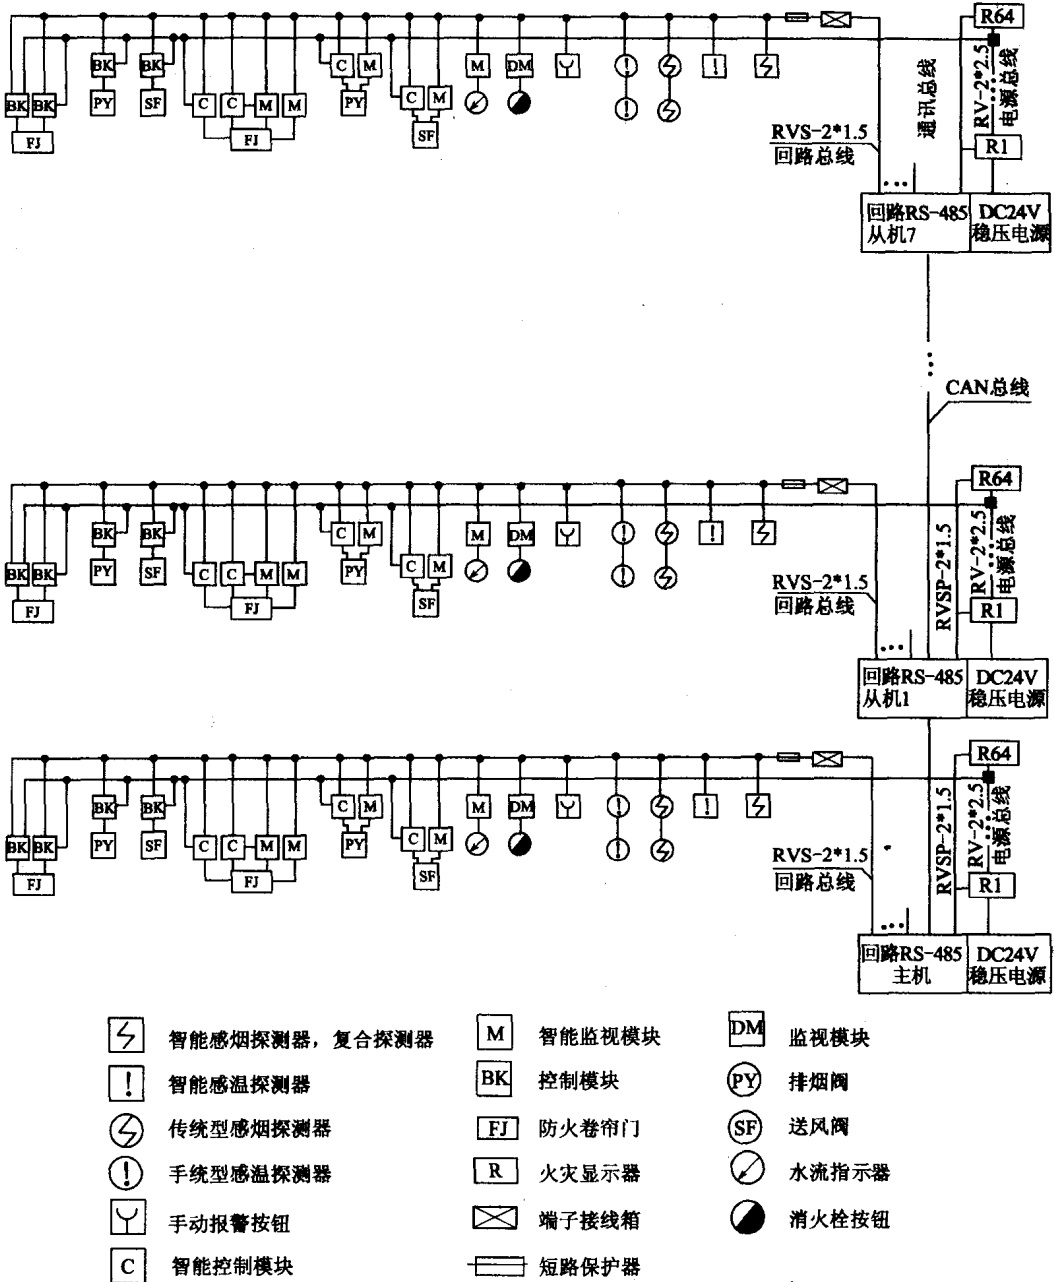 R64
BK
BK
C
M
M
DM
BK
BK
PY
SF
C
C
M
M
PY
C
M
FJ
FJ
SF
通讯总线
RV-2*2.5
电源总线
RVS-2*1.5
回路总线
R1
回路RS-485
从机7
DC24V
稳压电源
CAN总线
R64
BK
BK
C
M
M
DM
BK
BK
PY
SF
C
C
M
M
PY
C
M
FJ
FJ
SF
RVSP-2*1.5
RV-2*2.5
电源总线
RVS-2*1.5
回路总线
R1
回路RS-485
从机1
DC24V
稳压电源
R64
BK
BK
C
M
M
DM
BK
BK
PY
SF
C
C
M
M
PY
C
M
FJ
FJ
SF
RVSP-2*1.5
RV-2*2.5
电源总线
RVS-2*1.5
回路总线
R1
回路RS-485
主机
DC24V
稳压电源
智能感烟探测器，复合探测器
M 智能监视模块
DM 监视模块
! 智能感温探测器
BK 控制模块
PY 排烟阀
传统型感烟探测器
FJ 防火卷帘门
SF 送风阀
! 手统型感温探测器
R 火灾显示器
水流指示器
手动报警按钮
端子接线箱
消火栓按钮
C 智能控制模块
短路保护器